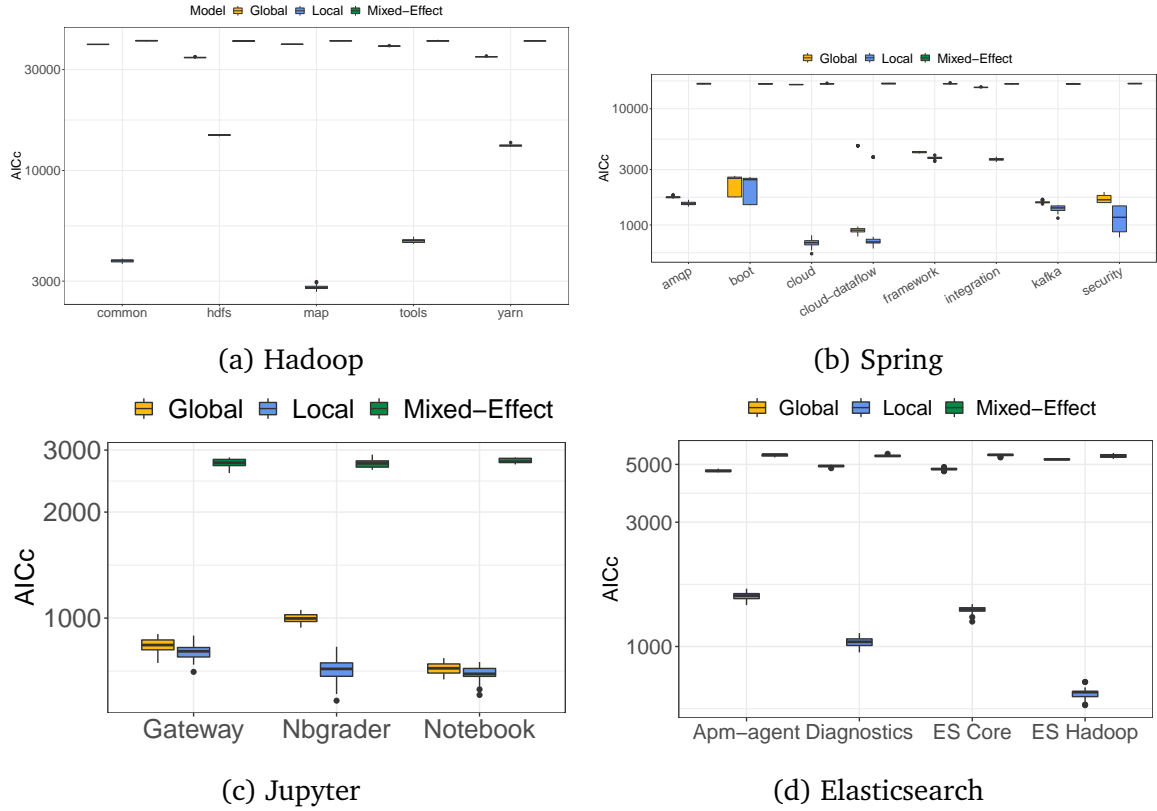 Model Global Local Mixed−Effect
AICc
30000
10000
3000
common hdfs map tools yarn
(a) Hadoop
Global Local Mixed−Effect
AICc
10000
3000
1000
amqp boot cloud cloud−dataflow framework integration kafka security
(b) Spring
Global Local Mixed−Effect
AICc
3000
2000
1000
Gateway Nbgrader Notebook
(c) Jupyter
Global Local Mixed−Effect
AICc
5000
3000
1000
Apm−agent Diagnostics ES Core ES Hadoop
(d) Elasticsearch